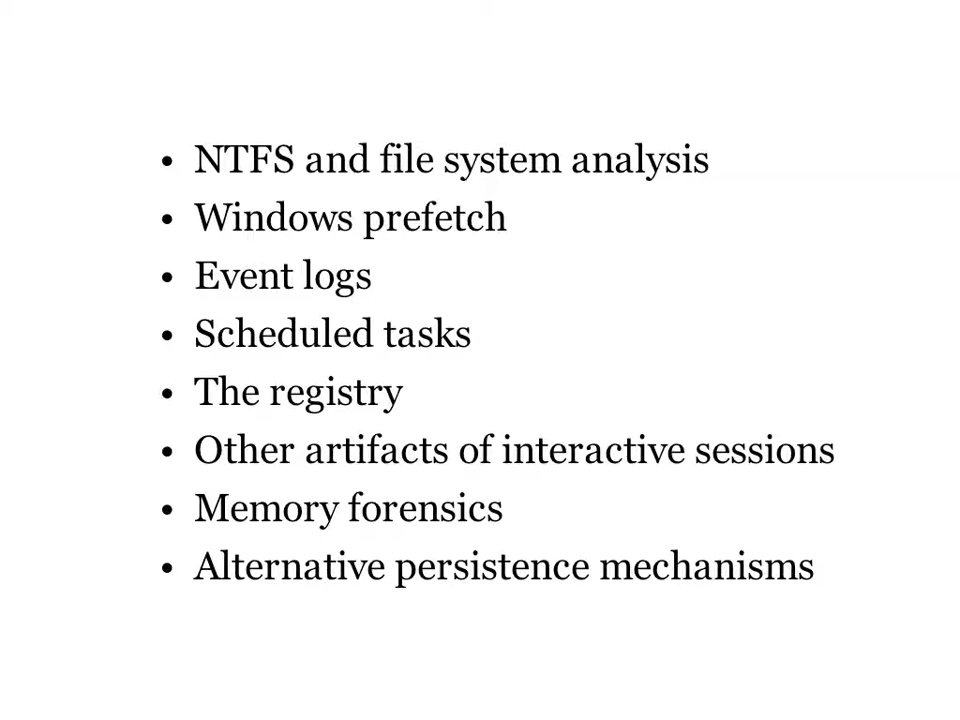 • NTFS and file system analysis
• Windows prefetch
• Event logs
• Scheduled tasks
• The registry
• Other artifacts of interactive sessions
• Memory forensics
• Alternative persistence mechanisms